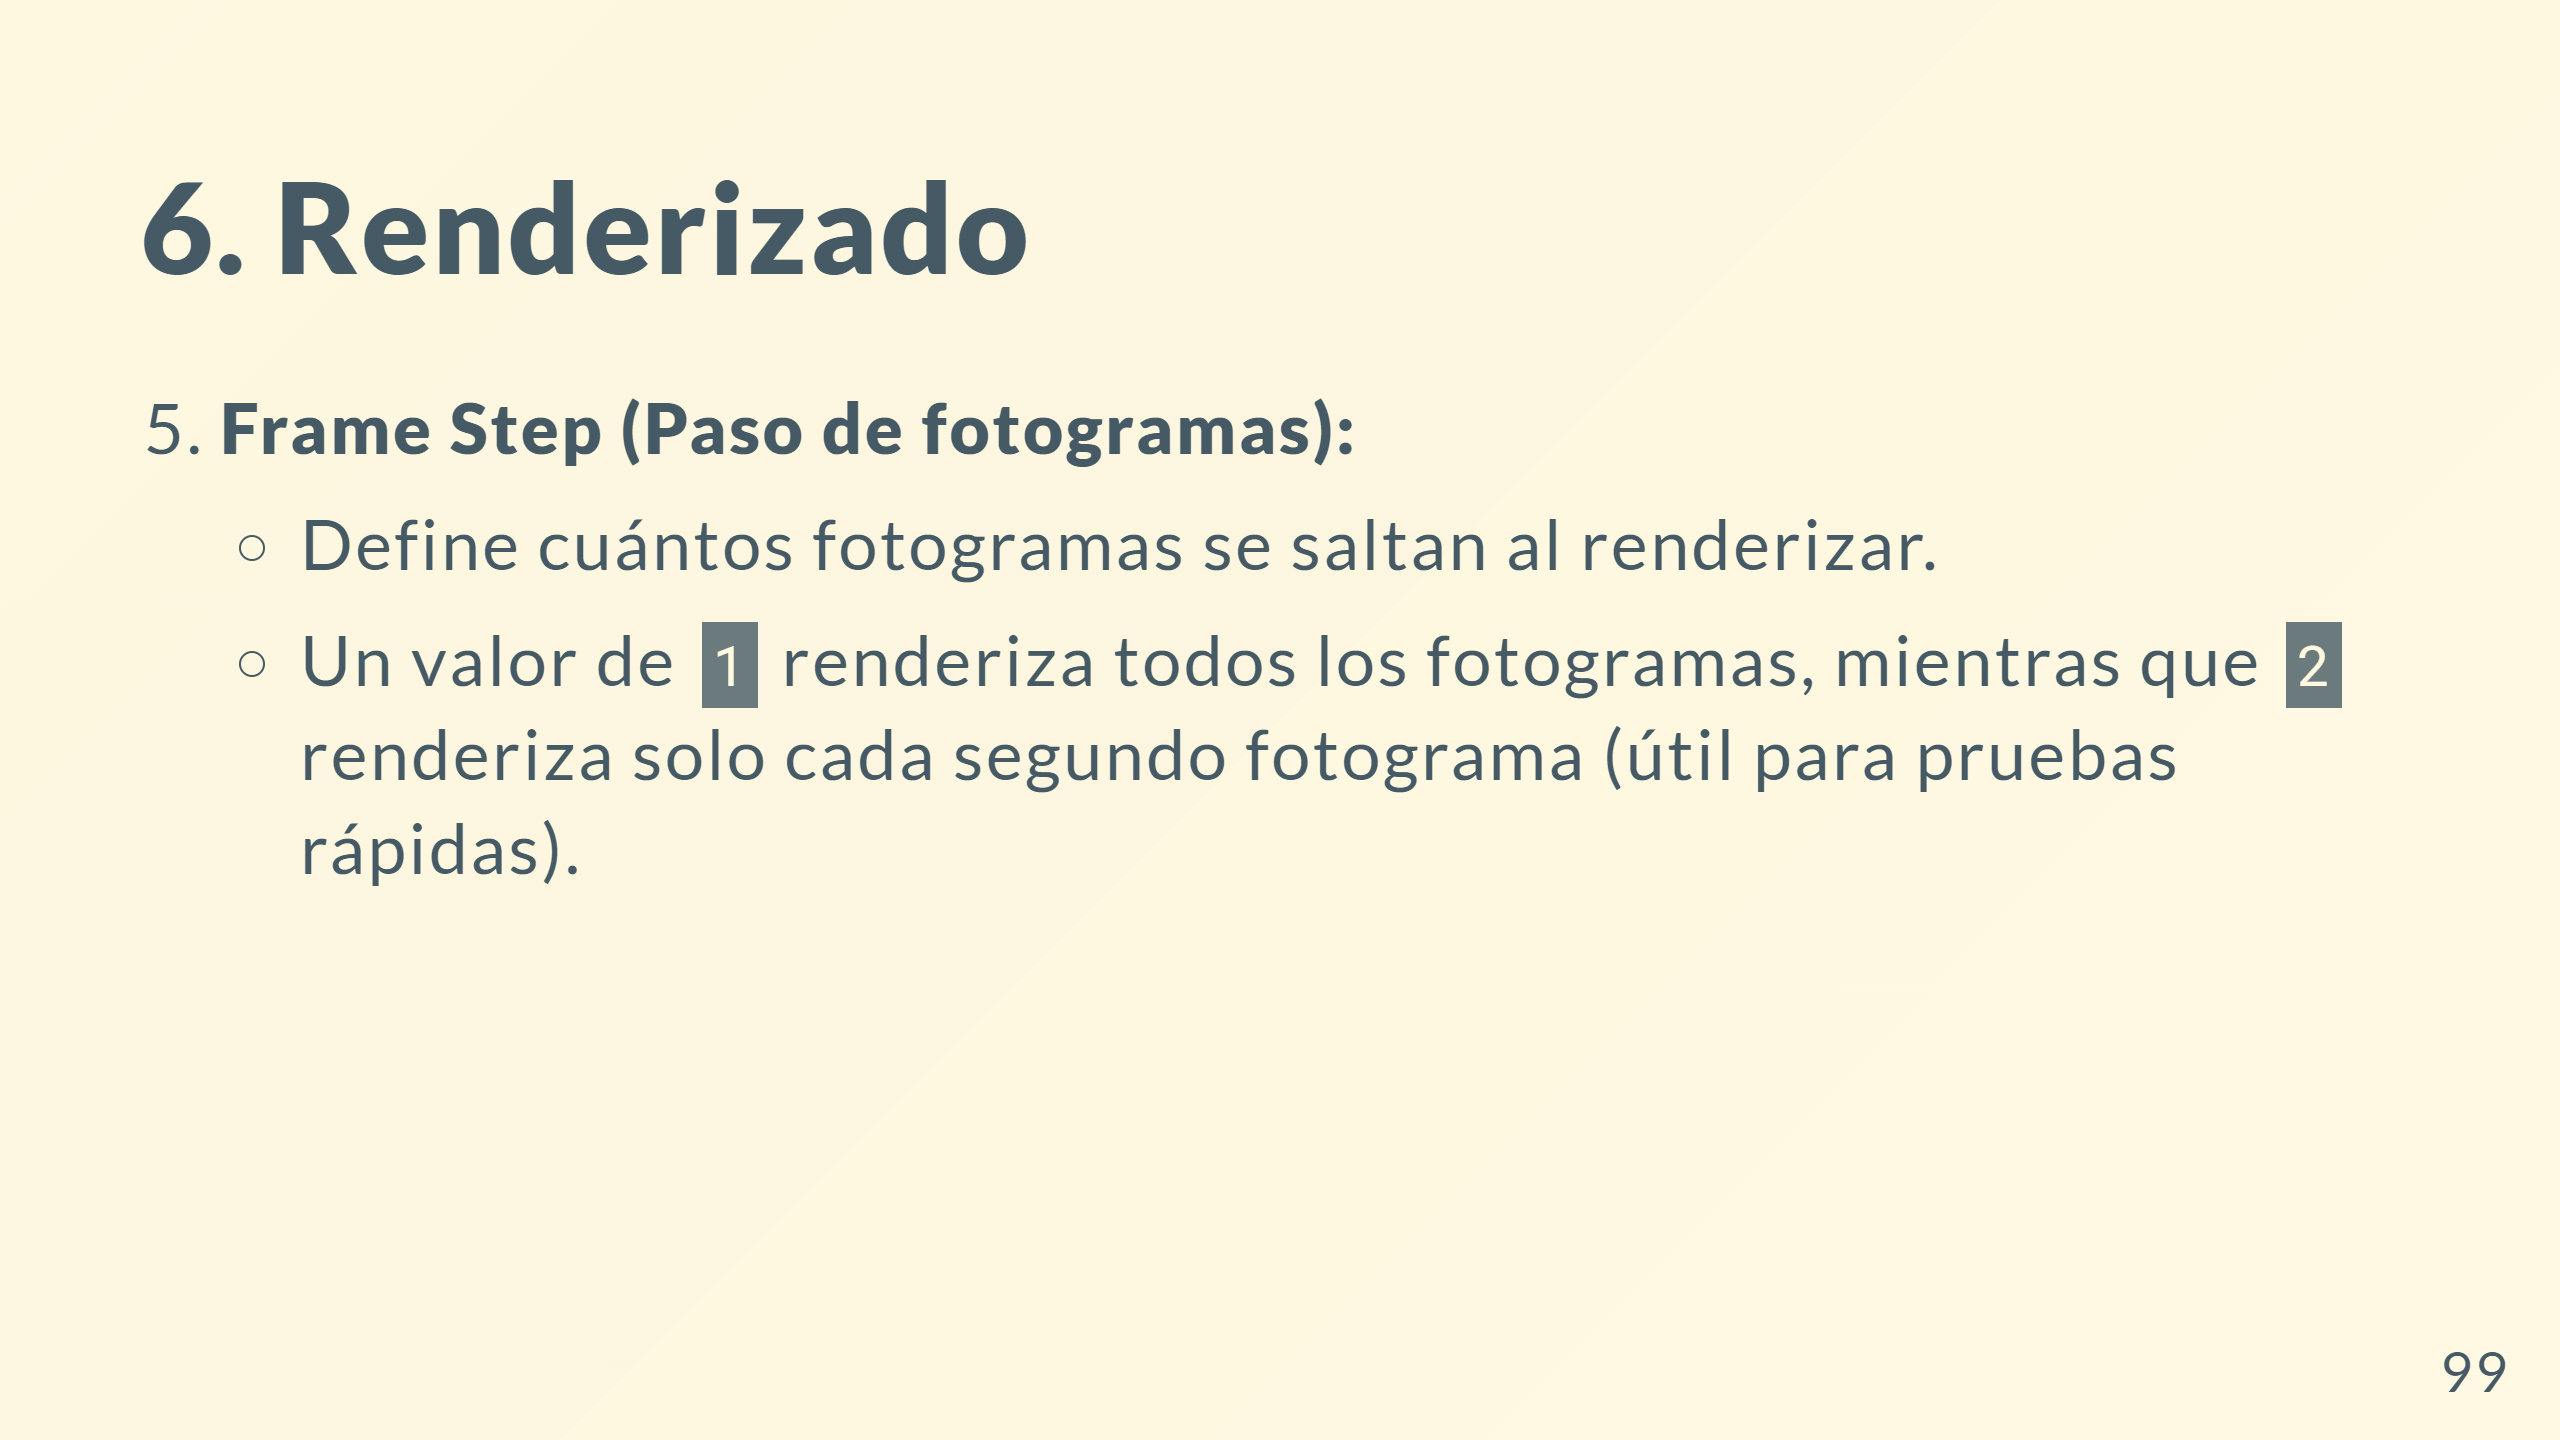 6. Renderizado
5. Frame Step (Paso de fotogramas):
○ Define cuántos fotogramas se saltan al renderizar.
○ Un valor de 1 renderiza todos los fotogramas, mientras que 2
renderiza solo cada segundo fotograma (útil para pruebas
rápidas).
99